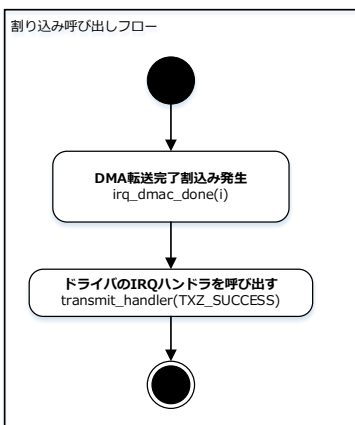 割り込み呼び出しフロー
DMA転送完了割込み発生
irq_dmac_done(i)
ドライバのIRQハンドラを呼び出す
transmit_handler(TXZ_SUCCESS)